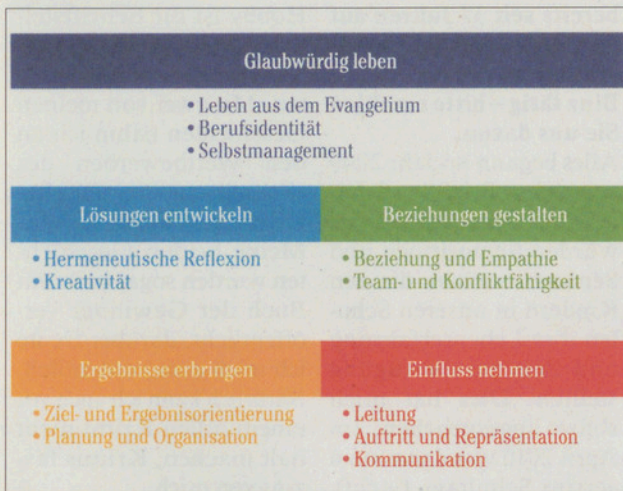 Glaubwürdig leben
• Leben aus dem Evangelium
• Berufsidentität
• Selbstmanagement
Lösungen entwickeln
• Hermeneutische Reflexion
• Kreativität
Beziehungen gestalten
• Beziehung und Empathie
• Team- und Konfliktfähigkeit
Ergebnisse erbringen
• Ziel- und Ergebnisorientierung
• Planung und Organisation
Einfluss nehmen
• Leitung
• Auftritt und Repräsentation
• Kommunikation